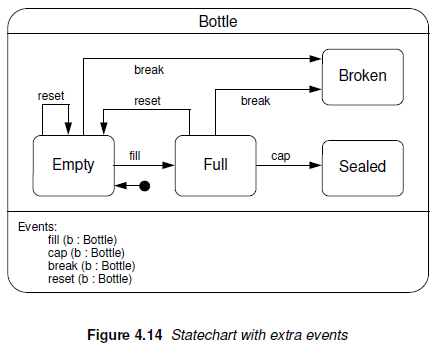 Bottle
break
Broken
reset
reset
break
Empty
fill
Full
cap
Sealed
Events:
fill (b : Bottle)
cap (b : Bottle)
break (b : Bottle)
reset (b : Bottle)
Figure 4.14 Statechart with extra events